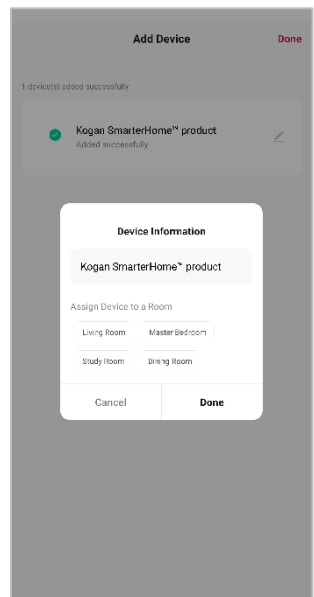 Add Device
Done
1 device(s) added successfully
Kogan SmarterHome™ product
Added successfully
Device Information
Kogan SmarterHome™ product
Assign Device to a Room
Living Room
Master Bedroom
Study Room
Dining Room
Cancel
Done